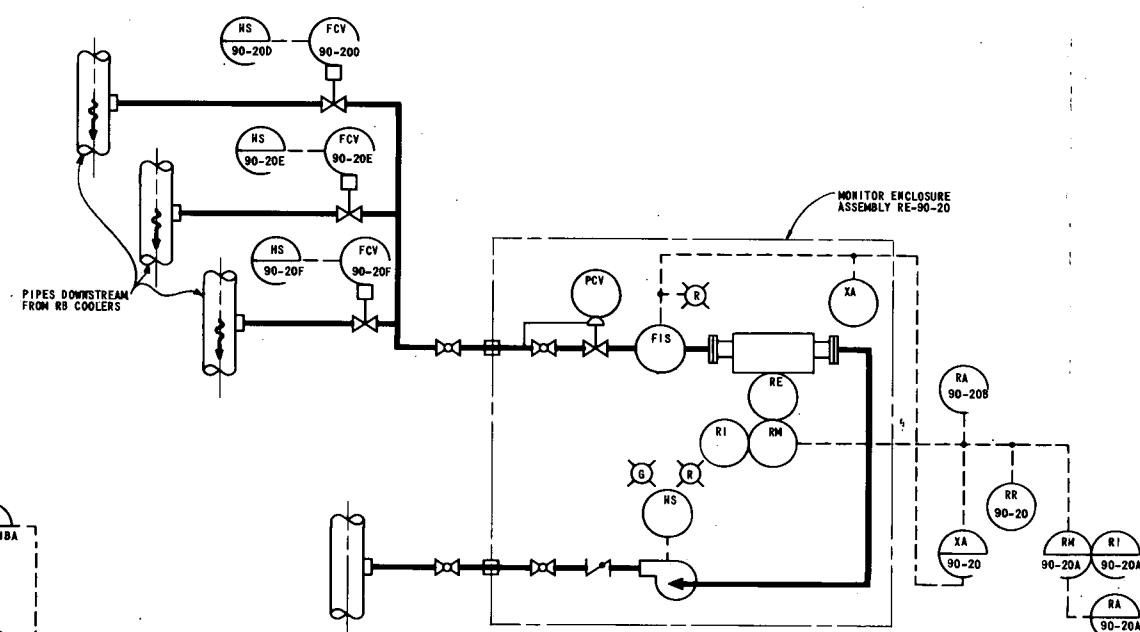 HS
90-20D
FCV
90-20D
HS
90-20E
FCV
90-20E
HS
90-20F
FCV
90-20F
PIPES DOWNSTREAM
FROM RB COOLERS
MONITOR ENCLOSURE
ASSEMBLY RE-90-20
PCV
R
XA
FIS
RE
RI
RM
G
R
HS
RA
90-20B
RR
90-20
XA
90-20
RM
90-20A
RI
90-20A
RA
90-20A